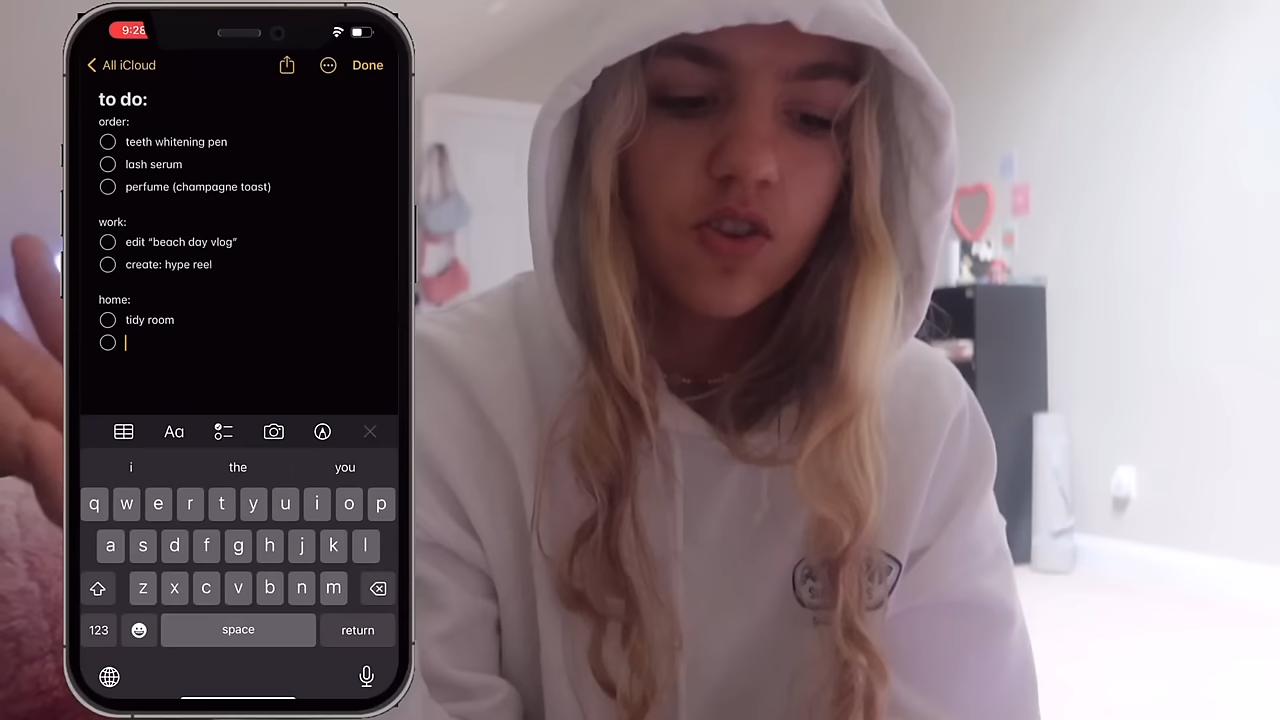 9:28
All iCloud
Done
to do:
order:
teeth whitening pen
lash serum
perfume (champagne toast)
work:
edit “beach day vlog”
create: hype reel
home:
tidy room
Aa
i the you
q w e r t y u i o p
a s d f g h j k l
z x c v b n m
123 space return